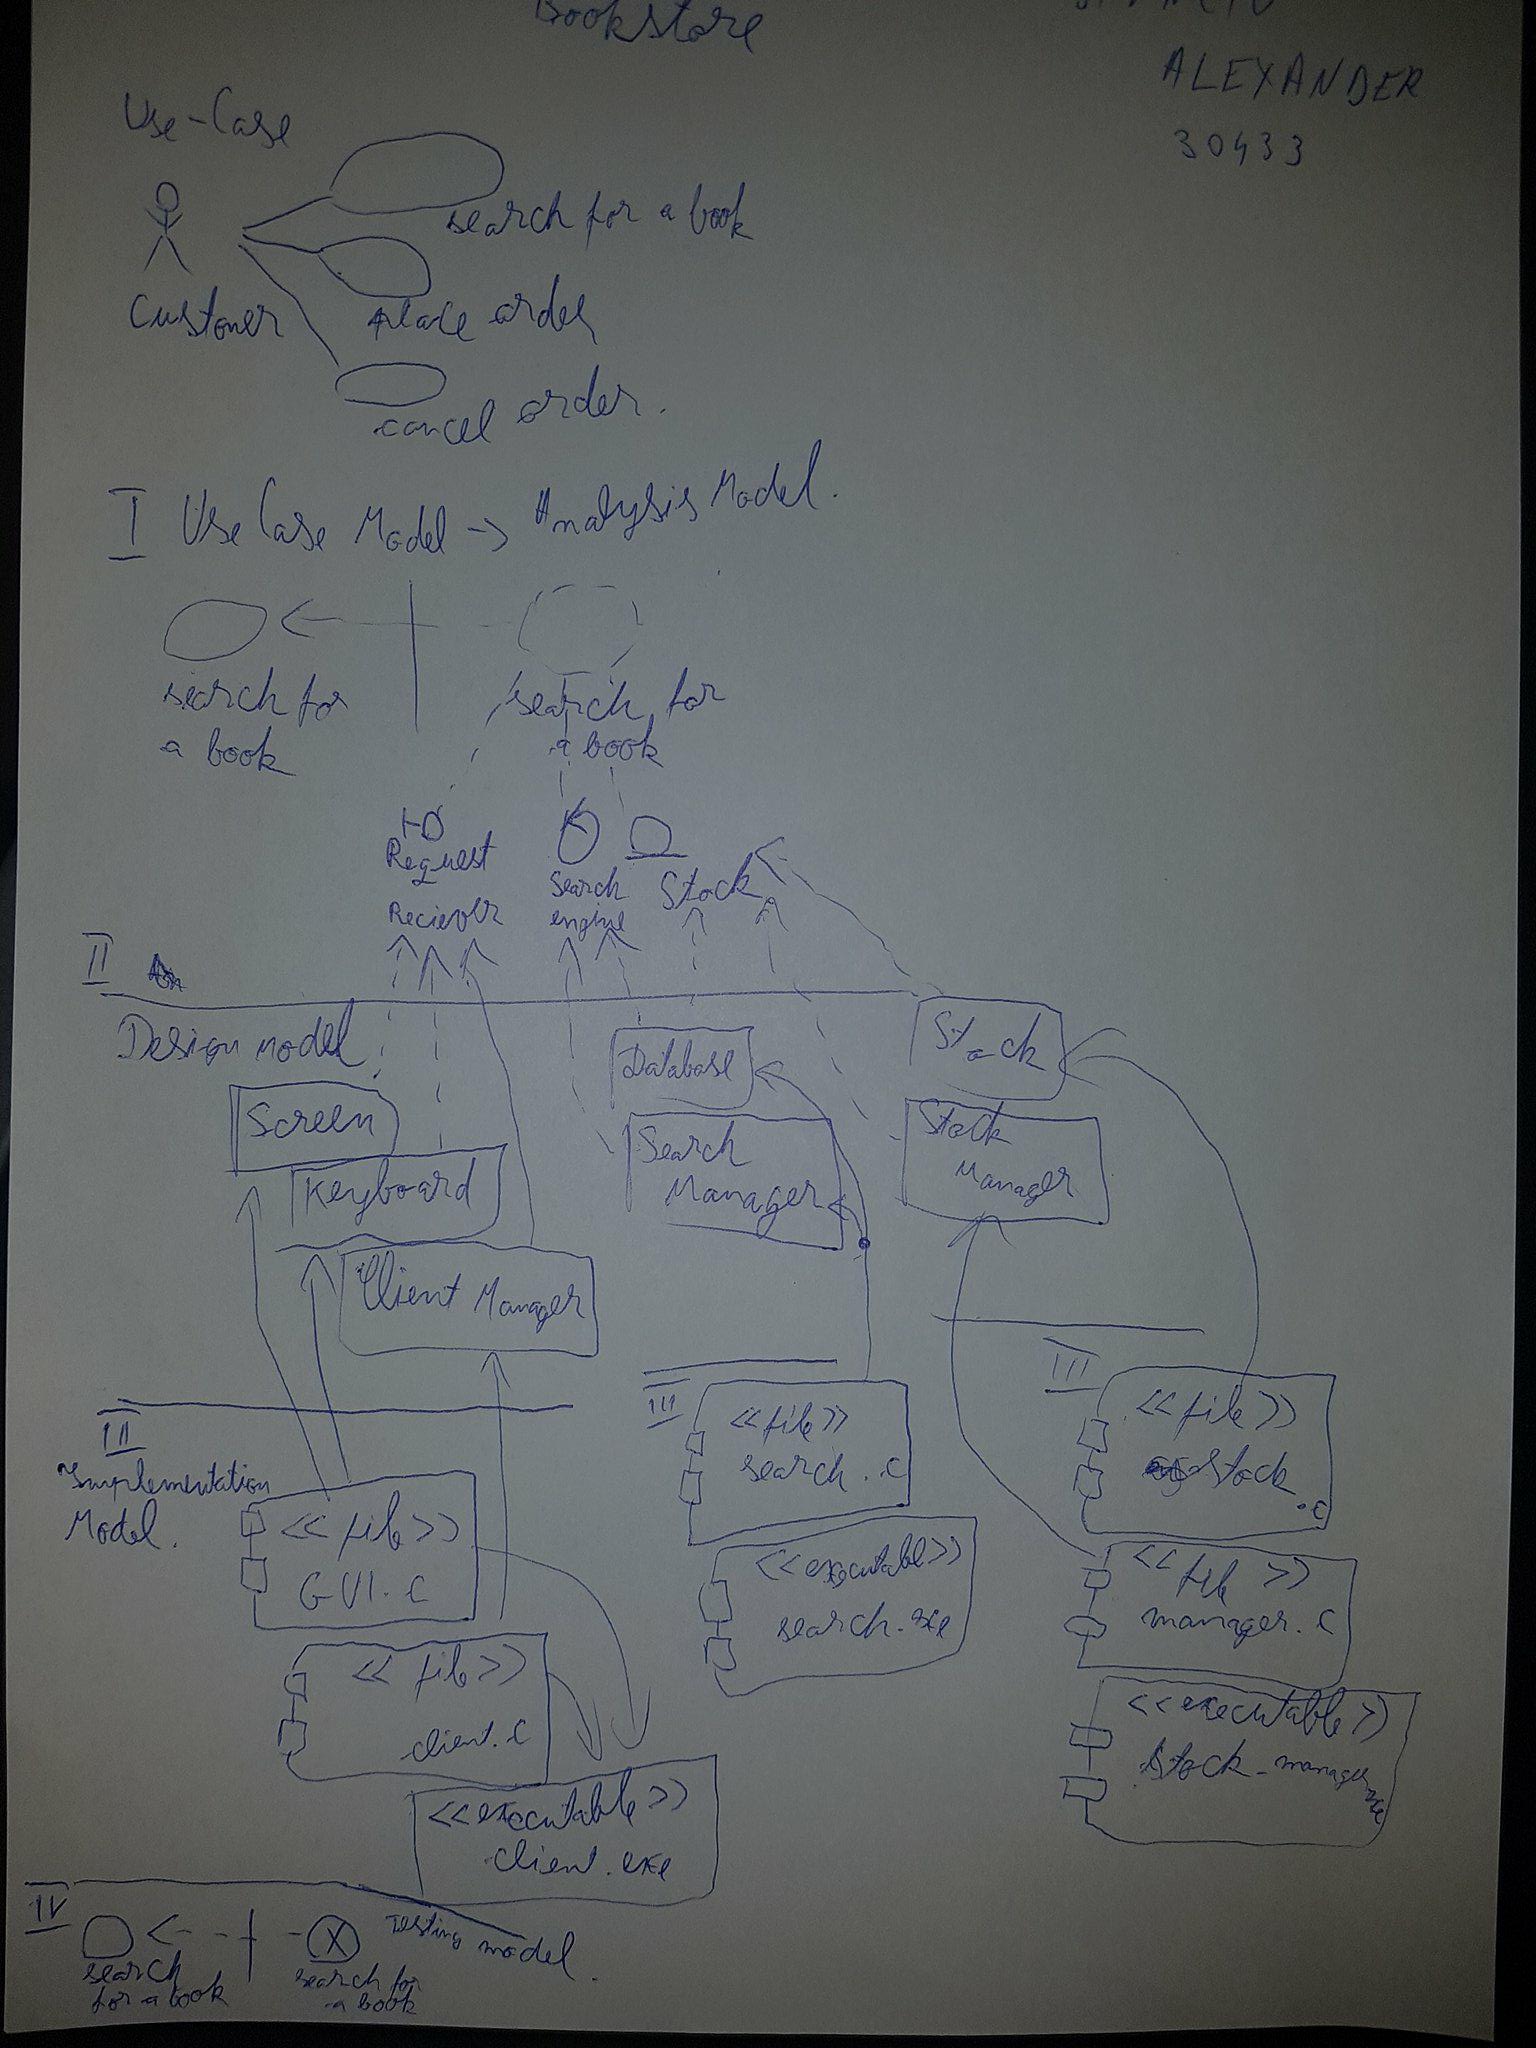 Bookstore
ALEXANDER
30433
Use-Case
search for a book
Customer
place order
cancel order.
I Use Case Model -> Analysis Model.
search for
a book
search for
a book
Request
Reciever
Search
engine
Stock
II
Design model
Screen
Keyboard
Client Manager
Database
Search
Manager
Stock
Stock
Manager
III
Implementation
Model.
<<file>>
GUI.c
<<file>>
client.c
<<executable>>
client.exe
III
<<file>>
search.c
<<executable>>
search.exe
III
<<file>>
stock
.c
<<file>>
manager.c
<<executable>>
stock_manager.exe
IV
Testing model.
search
for a book
search for
a book